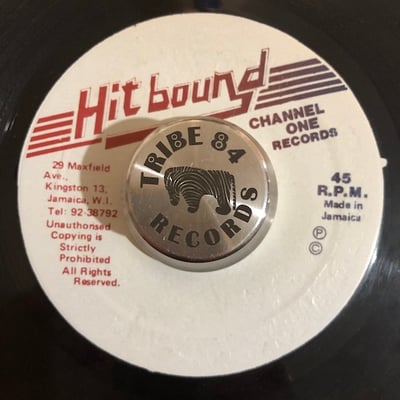 Hit bound
CHANNEL
ONE
RECORDS
29 Maxfield
Ave.,
Kingston 13,
Jamaica, W.I.
Tel: 92-38792
Unauthorised
Copying is
Strictly
Prohibited
All Rights
Reserved.
TRIBE 84
RECORDS
45
R.P.M.
Made in
Jamaica
Ⓟ
©